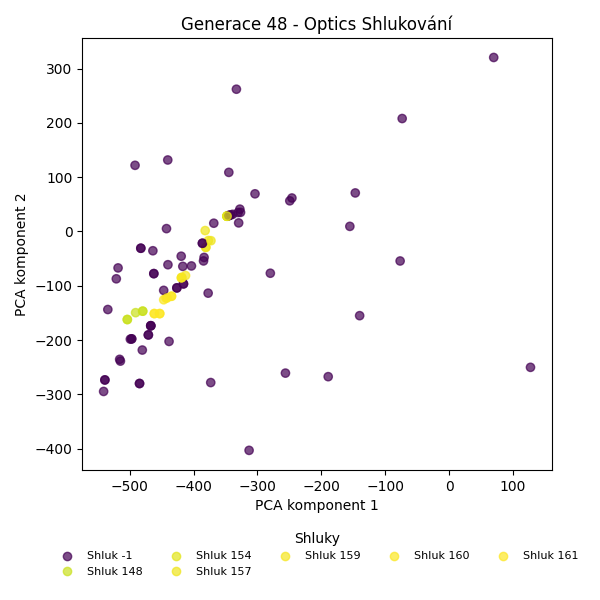 Generace 48 - Optics Shlukování
300
200
100
0
−100
−200
−300
−400
PCA komponent 2
−500 −400 −300 −200 −100 0 100
PCA komponent 1
Shluky
Shluk -1 Shluk 154 Shluk 159 Shluk 160 Shluk 161
Shluk 148 Shluk 157